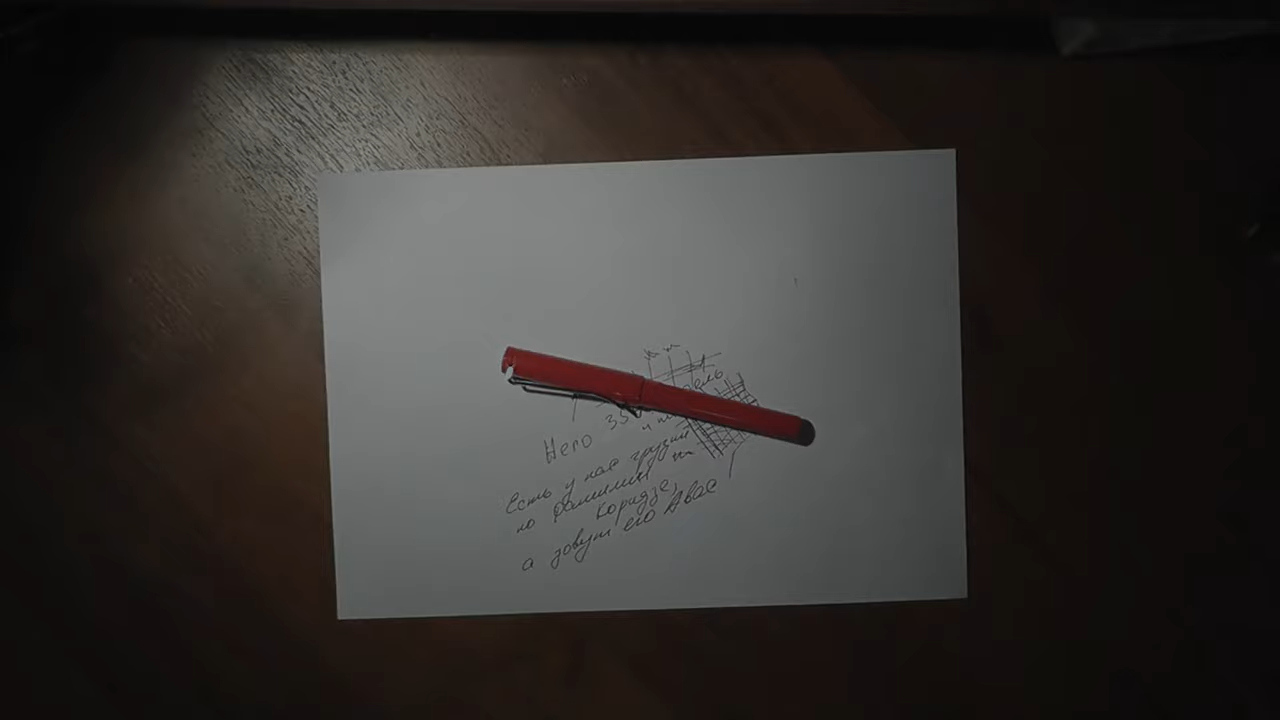 Hero 35
Есть у нас грузин
по фамилии
Коридзе,
а зовут его Авас